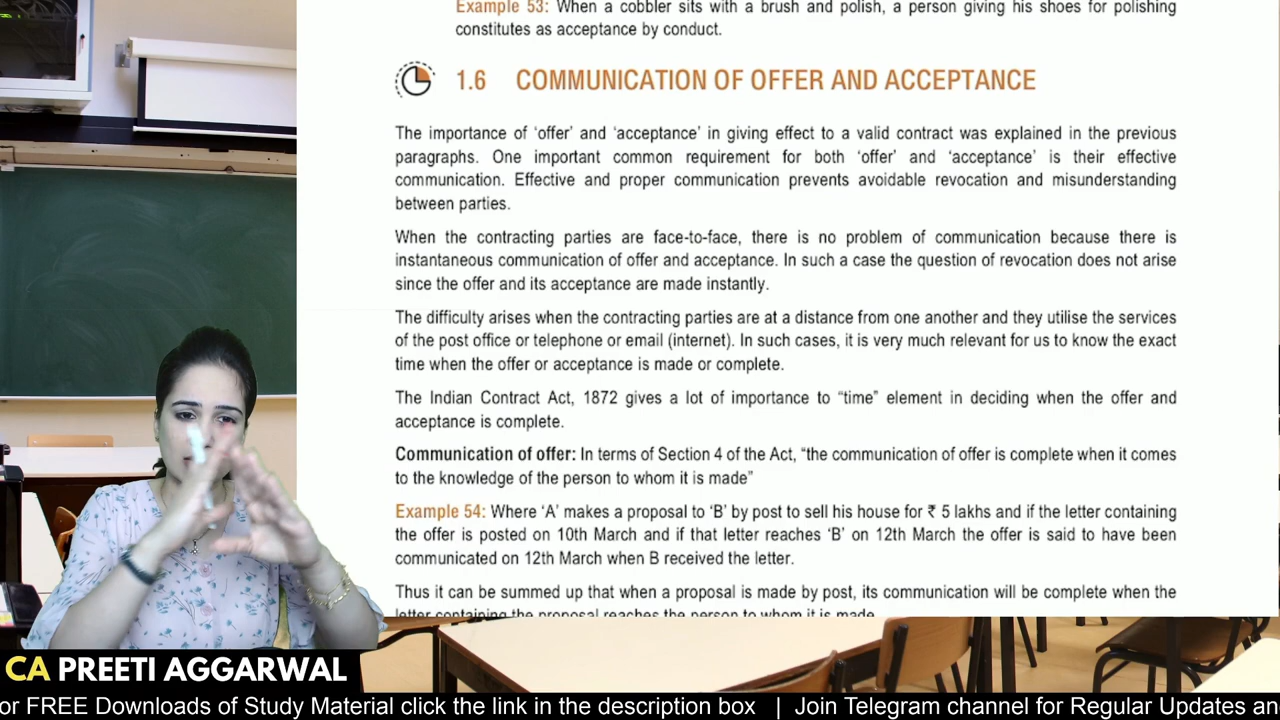 Example 53: When a cobbler sits with a brush and polish, a person giving his shoes for polishing
constitutes as acceptance by conduct.
1.6 COMMUNICATION OF OFFER AND ACCEPTANCE
The importance of ‘offer’ and ‘acceptance’ in giving effect to a valid contract was explained in the previous
paragraphs. One important common requirement for both ‘offer’ and ‘acceptance’ is their effective
communication. Effective and proper communication prevents avoidable revocation and misunderstanding
between parties.
When the contracting parties are face-to-face, there is no problem of communication because there is
instantaneous communication of offer and acceptance. In such a case the question of revocation does not arise
since the offer and its acceptance are made instantly.
The difficulty arises when the contracting parties are at a distance from one another and they utilise the services
of the post office or telephone or email (internet). In such cases, it is very much relevant for us to know the exact
time when the offer or acceptance is made or complete.
The Indian Contract Act, 1872 gives a lot of importance to “time” element in deciding when the offer and
acceptance is complete.
Communication of offer: In terms of Section 4 of the Act, “the communication of offer is complete when it comes
to the knowledge of the person to whom it is made”
Example 54: Where ‘A’ makes a proposal to ‘B’ by post to sell his house for ₹ 5 lakhs and if the letter containing
the offer is posted on 10th March and if that letter reaches ‘B’ on 12th March the offer is said to have been
communicated on 12th March when B received the letter.
Thus it can be summed up that when a proposal is made by post, its communication will be complete when the
letter containing the proposal reaches the person to whom it is made.
CA PREETI AGGARWAL
or FREE Downloads of Study Material click the link in the description box | Join Telegram channel for Regular Updates an